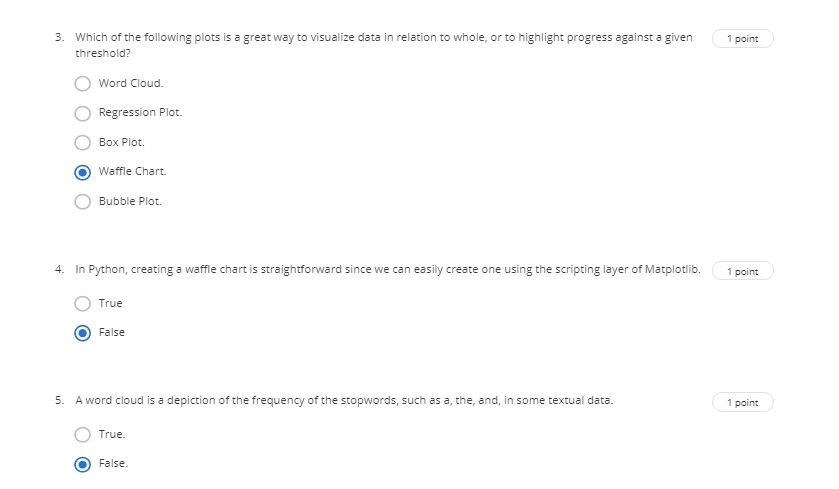 3. Which of the following plots is a great way to visualize data in relation to whole, or to highlight progress against a given 1 point
threshold?
Word Cloud.
Regression Plot.
Box Plot.
Waffle Chart.
Bubble Plot.
4. In Python, creating a waffle chart is straightforward since we can easily create one using the scripting layer of Matplotlib. 1 point
True
False
5. A word cloud is a depiction of the frequency of the stopwords, such as a, the, and, in some textual data. 1 point
True.
False.